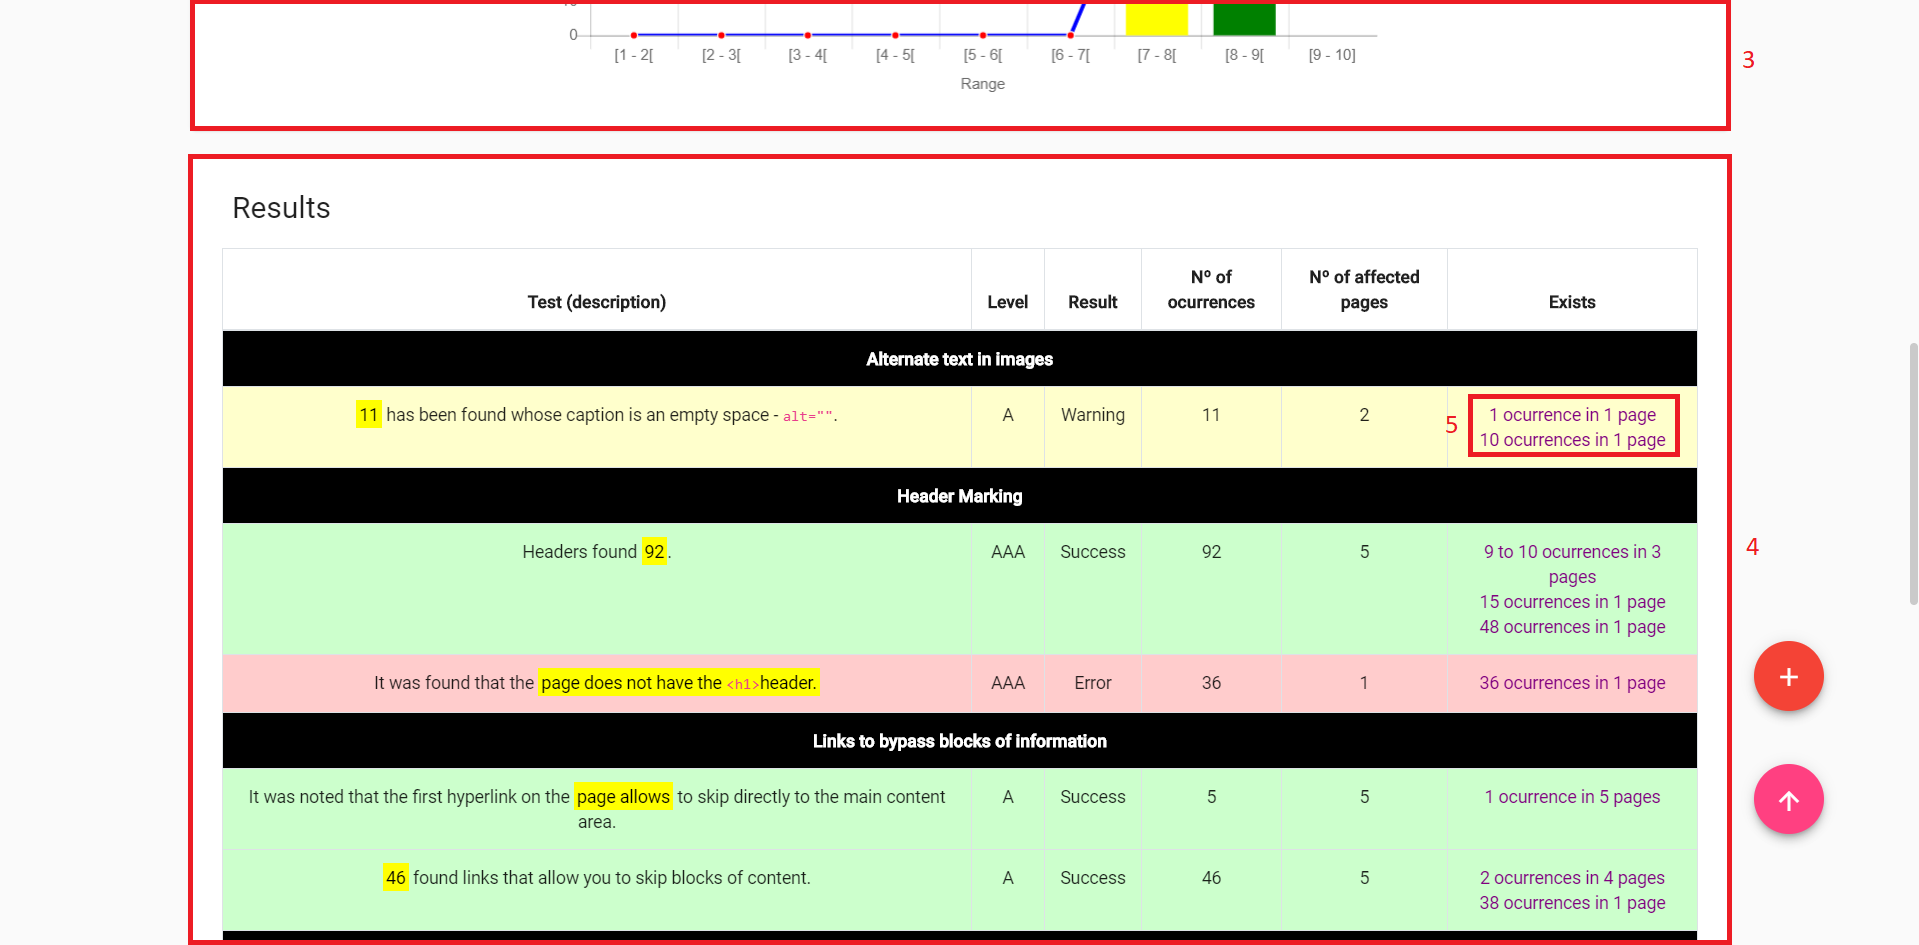 0
[1 - 2[ [2 - 3[ [3 - 4[ [4 - 5[ [5 - 6[ [6 - 7[ [7 - 8[ [8 - 9[ [9 - 10]
Range
3
Results
Test (description) Level Result Nº of ocurrences Nº of affected pages Exists
Alternate text in images
11 has been found whose caption is an empty space - alt="". A Warning 11 2 1 ocurrence in 1 page
10 ocurrences in 1 page
5
Header Marking
Headers found 92. AAA Success 92 5 9 to 10 ocurrences in 3
pages
15 ocurrences in 1 page
48 ocurrences in 1 page
4
It was found that the page does not have the <h1>header. AAA Error 36 1 36 ocurrences in 1 page
Links to bypass blocks of information
It was noted that the first hyperlink on the page allows to skip directly to the main content
area. A Success 5 5 1 ocurrence in 5 pages
46 found links that allow you to skip blocks of content. A Success 46 5 2 ocurrences in 4 pages
38 ocurrences in 1 page